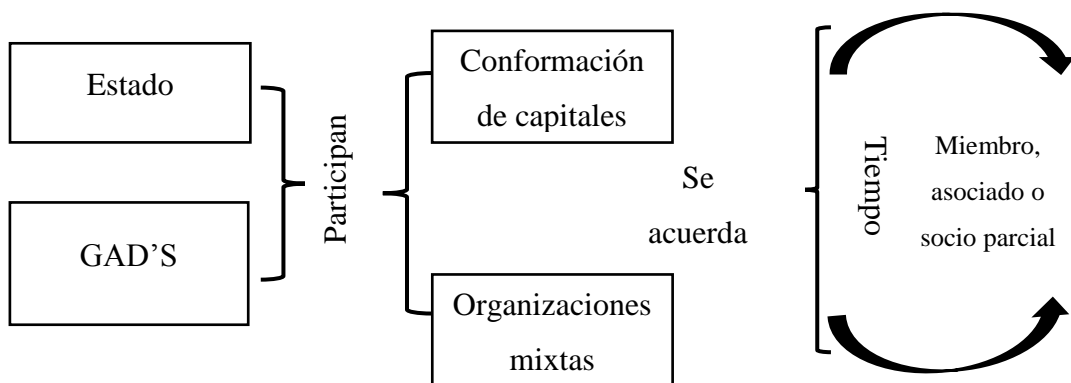 Estado
GAD’S
Participan
Conformación
de capitales
Organizaciones
mixtas
Se
acuerda
Tiempo
Miembro,
asociado o
socio parcial